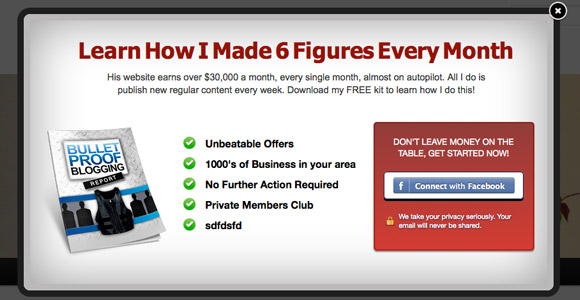 Learn How I Made 6 Figures Every Month
His website earns over $30,000 a month, every single month, almost on autopilot. All I do is
publish new regular content every week. Download my FREE kit to learn how I do this!
BULLET
PROOF
BLOGGING
REPORT
Unbeatable Offers
1000's of Business in your area
No Further Action Required
Private Members Club
sdfdsfd
DON'T LEAVE MONEY ON THE
TABLE, GET STARTED NOW!
f Connect with Facebook
We take your privacy seriously. Your
email will never be shared.